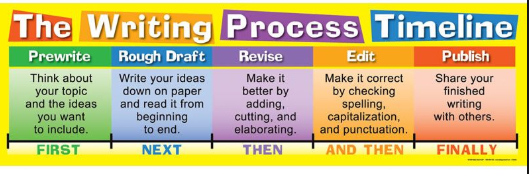 The Writing Process Timeline
Prewrite
Think about
your topic
and the ideas
you want
to include.
FIRST
Rough Draft
Write your ideas
down on paper
and read it from
beginning
to end.
NEXT
Revise
Make it
better by
adding,
cutting, and
elaborating.
THEN
Edit
Make it correct
by checking
spelling,
capitalization,
and punctuation.
AND THEN
Publish
Share your
finished
writing
with others.
FINALLY